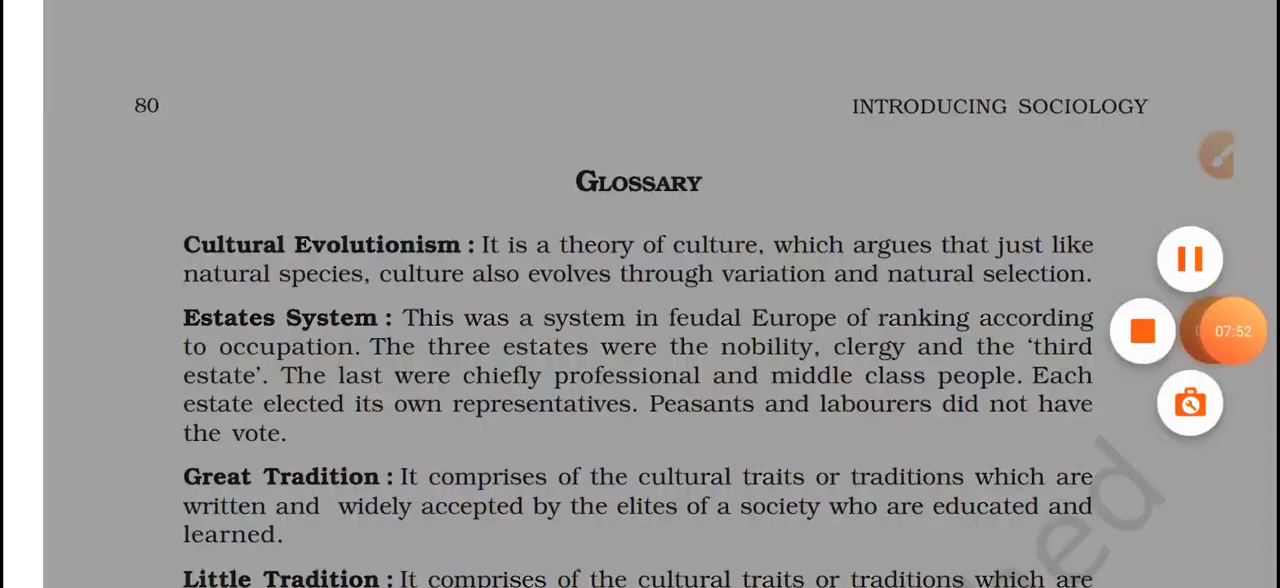 80
INTRODUCING SOCIOLOGY
GLOSSARY
Cultural Evolutionism : It is a theory of culture, which argues that just like
natural species, culture also evolves through variation and natural selection.
Estates System : This was a system in feudal Europe of ranking according
to occupation. The three estates were the nobility, clergy and the ‘third
estate’. The last were chiefly professional and middle class people. Each
estate elected its own representatives. Peasants and labourers did not have
the vote.
07:52
Great Tradition : It comprises of the cultural traits or traditions which are
written and widely accepted by the elites of a society who are educated and
learned.
Little Tradition : It comprises of the cultural traits or traditions which are